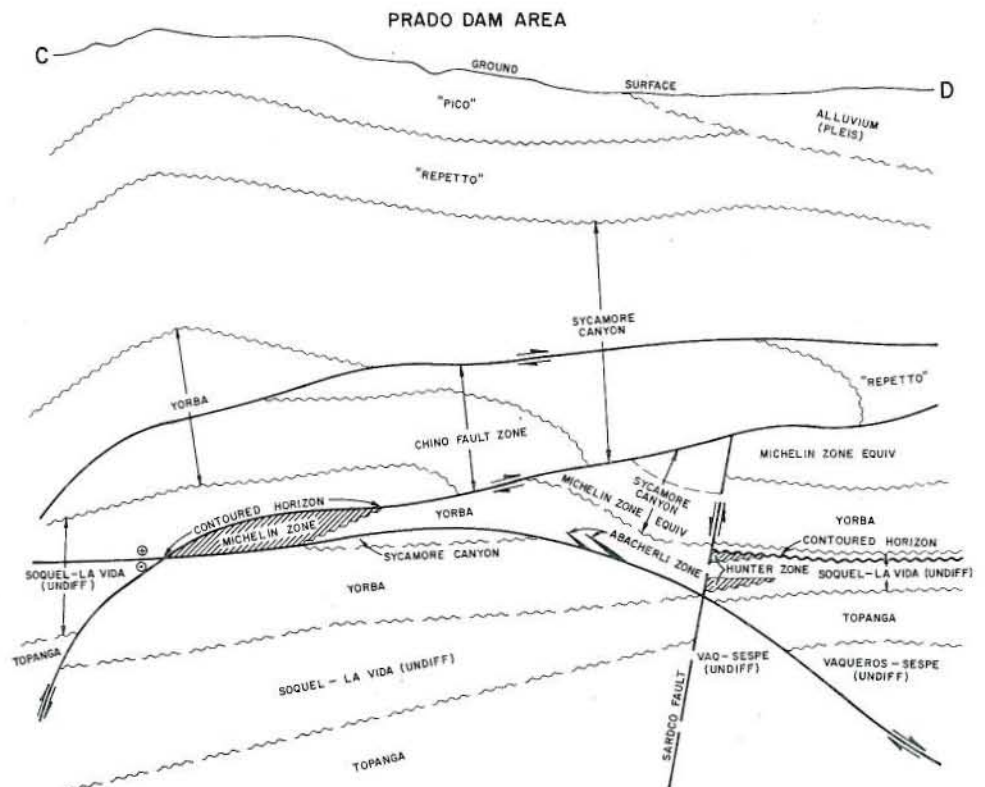 PRADO DAM AREA
C
GROUND
SURFACE
D
"PICO"
ALLUVIUM
(PLEIS)
"REPETTO"
SYCAMORE
CANYON
"REPETTO"
YORBA
CHINO FAULT ZONE
MICHELIN ZONE EQUIV
SYCAMORE
CANYON
MICHELIN ZONE EQUIV
CONTOURED HORIZON
MICHELIN ZONE
YORBA
YORBA
CONTOURED HORIZON
ABACHERLI ZONE
HUNTER ZONE
SOQUEL-LA VIDA (UNDIFF)
SYCAMORE CANYON
SOQUEL-LA VIDA
(UNDIFF)
YORBA
TOPANGA
TOPANGA
VAQ-SESPE
(UNDIFF)
VAQUEROS-SESPE
(UNDIFF)
SOQUEL - LA VIDA (UNDIFF)
SARDCO FAULT
TOPANGA